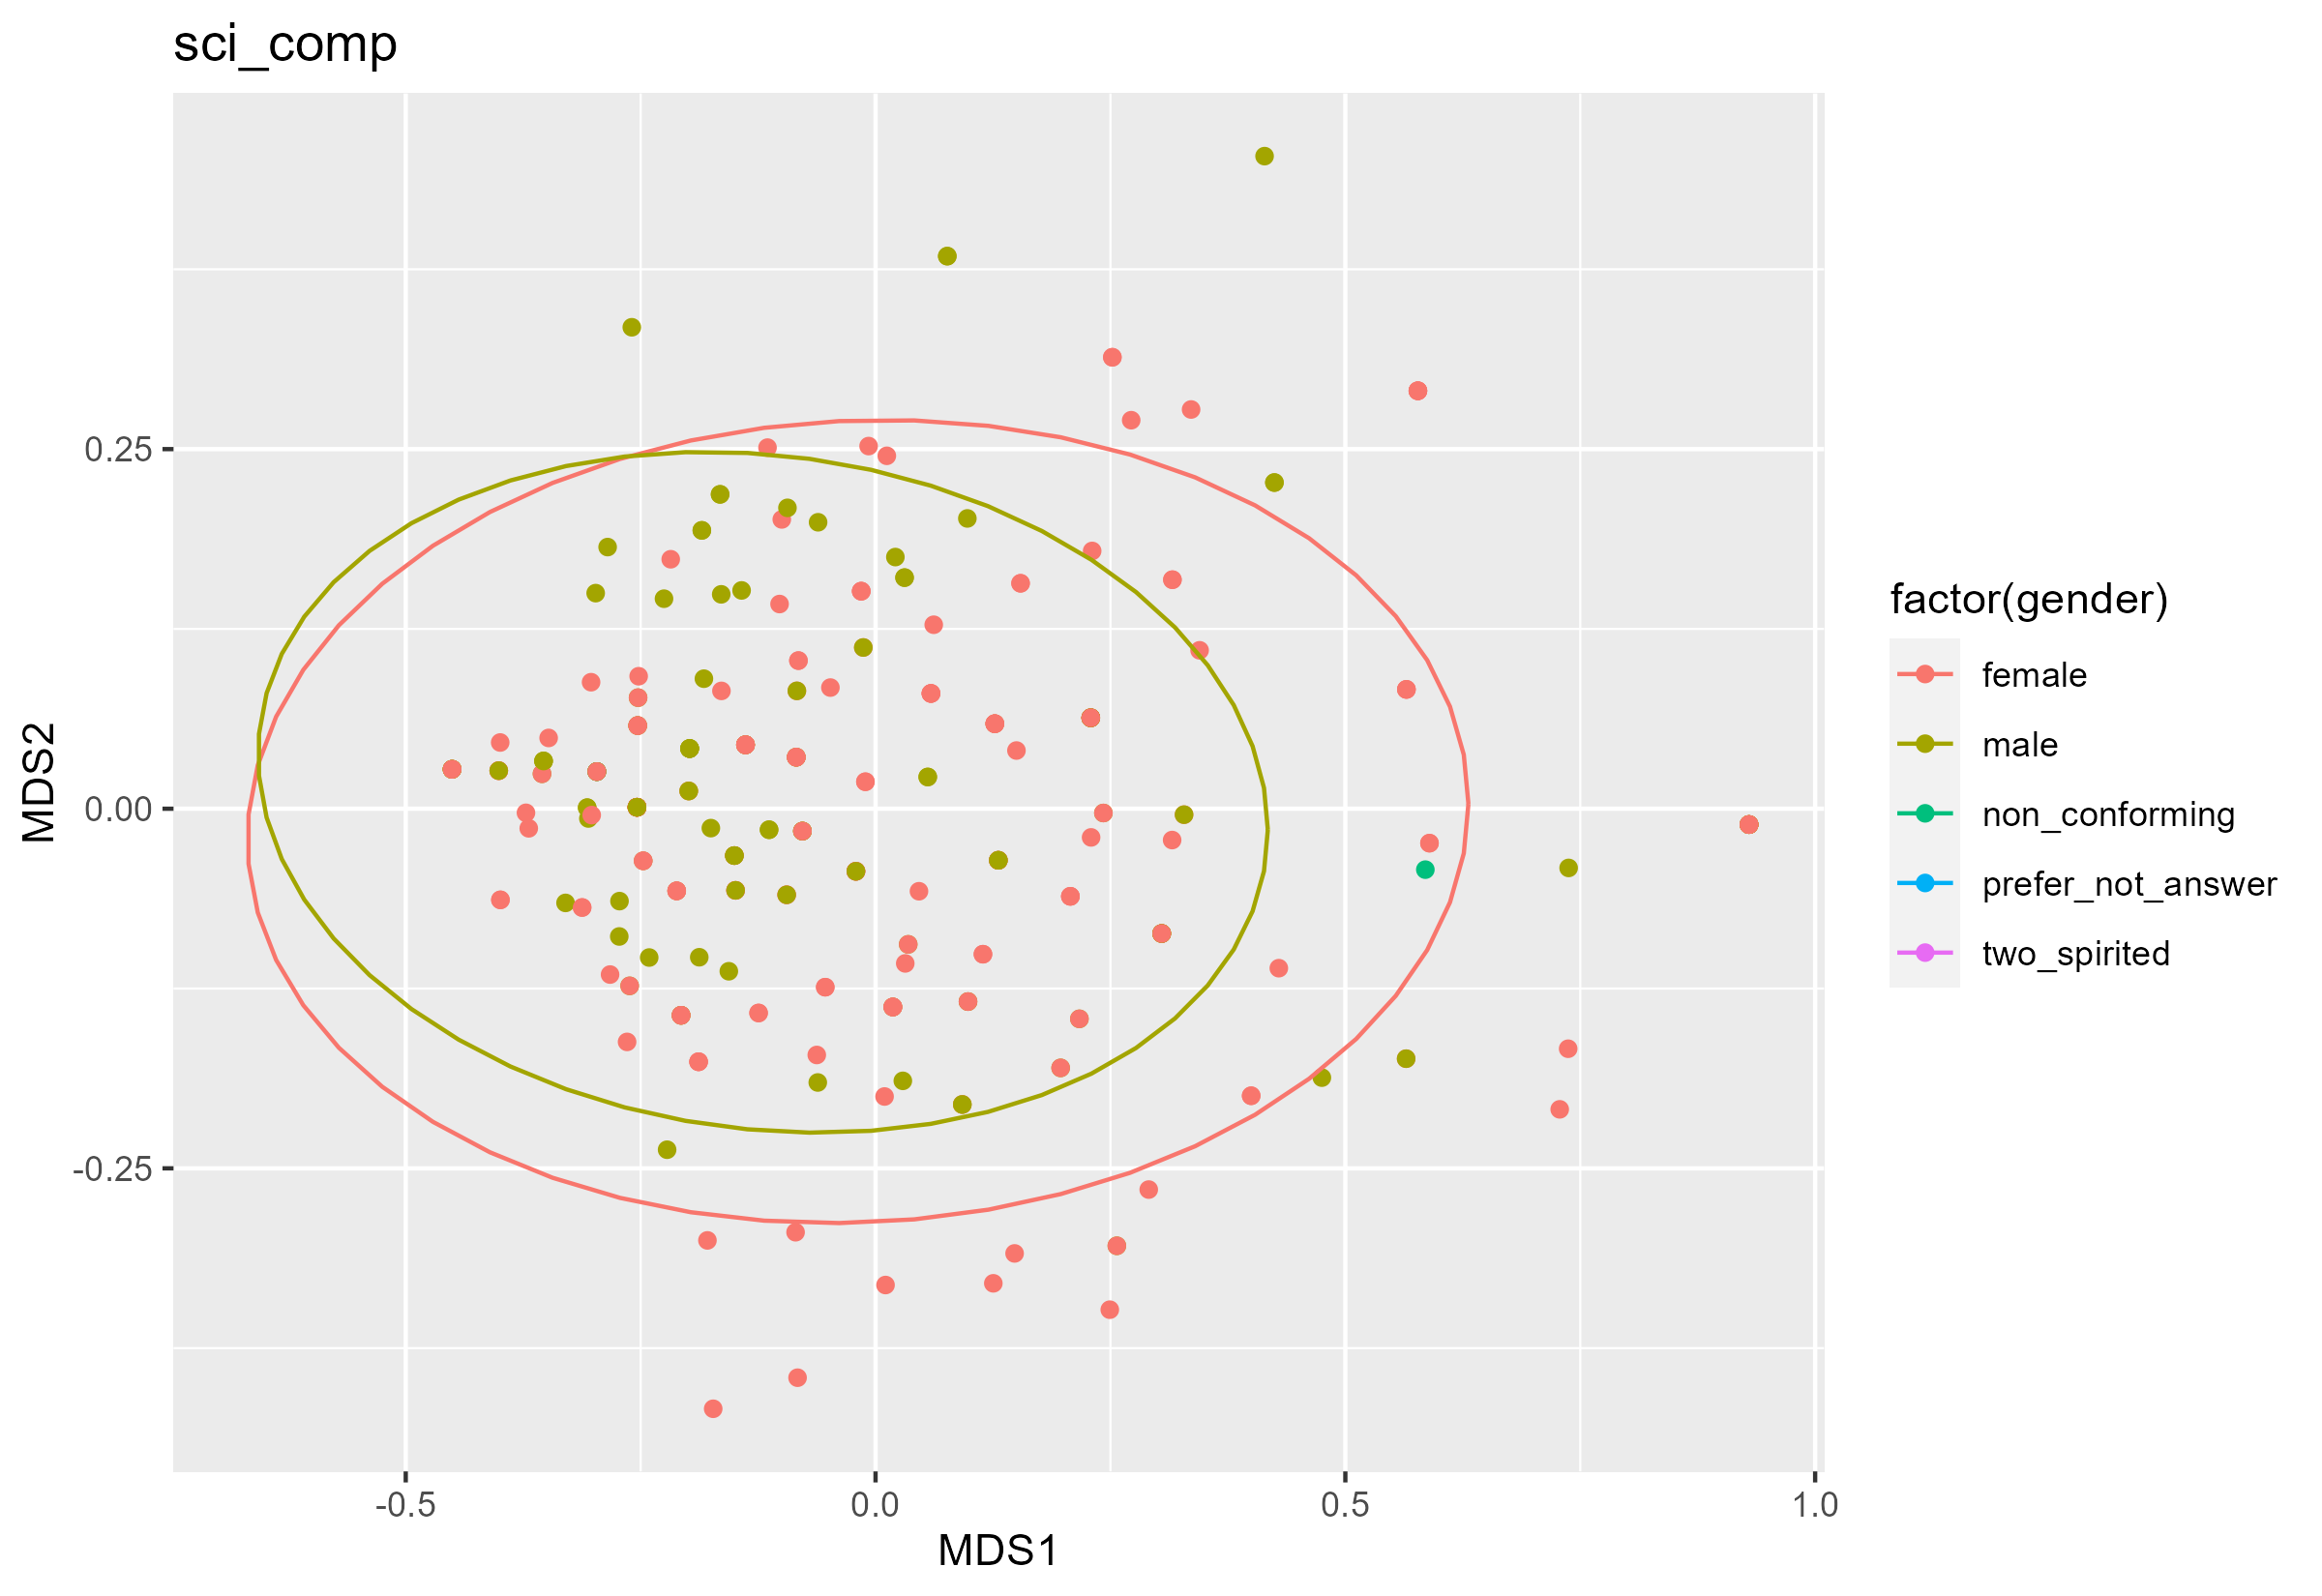 sci_comp
MDS2
0.25
0.00
-0.25
-0.5
0.0
0.5
1.0
MDS1
factor(gender)
female
male
non_conforming
prefer_not_answer
two_spirited